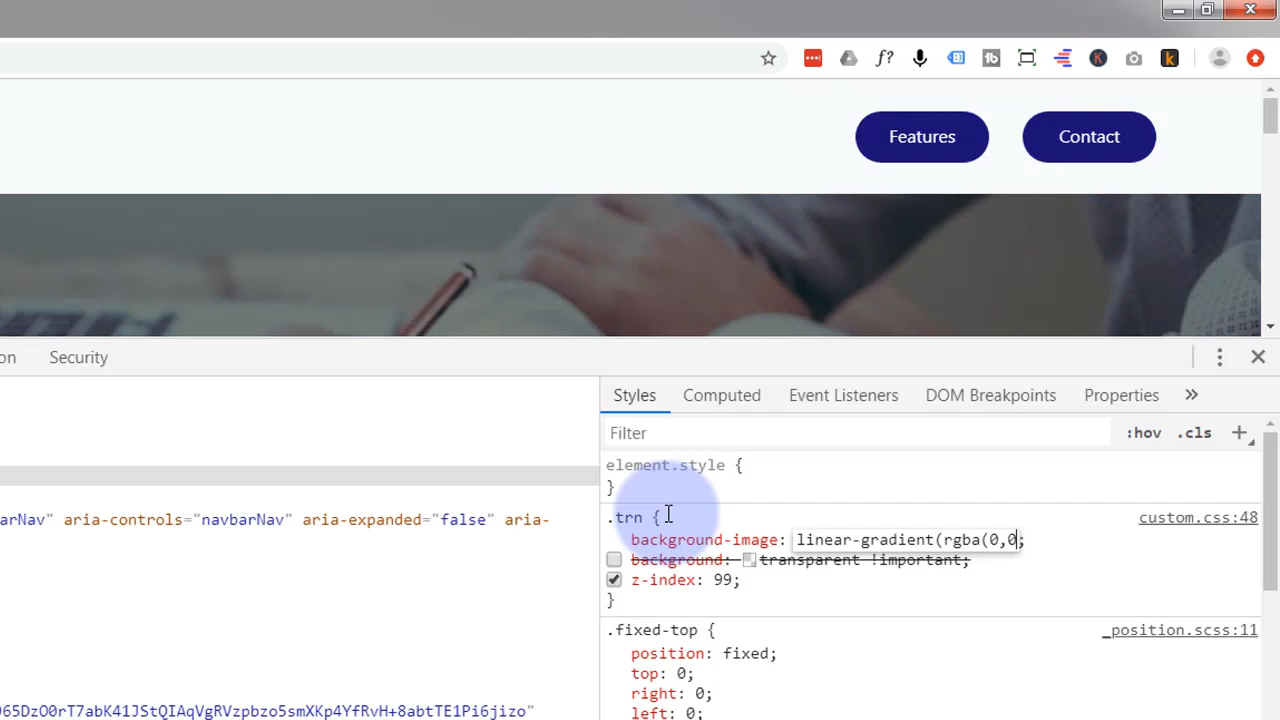 Features Contact
on Security
Styles Computed Event Listeners DOM Breakpoints Properties »
Filter :hov .cls +
element.style {
}
.trn { custom.css:48
background-image: linear-gradient(rgba(0,0;
background: transparent !important;
z-index: 99;
}
.fixed-top { _position.scss:11
position: fixed;
top: 0;
right: 0;
left: 0;
arNav" aria-controls="navbarNav" aria-expanded="false" aria-
965DzO0rT7abK41JStQIAqVgRVzpbzo5smXKp4YfRvH+8abtTE1Pi6jizo"